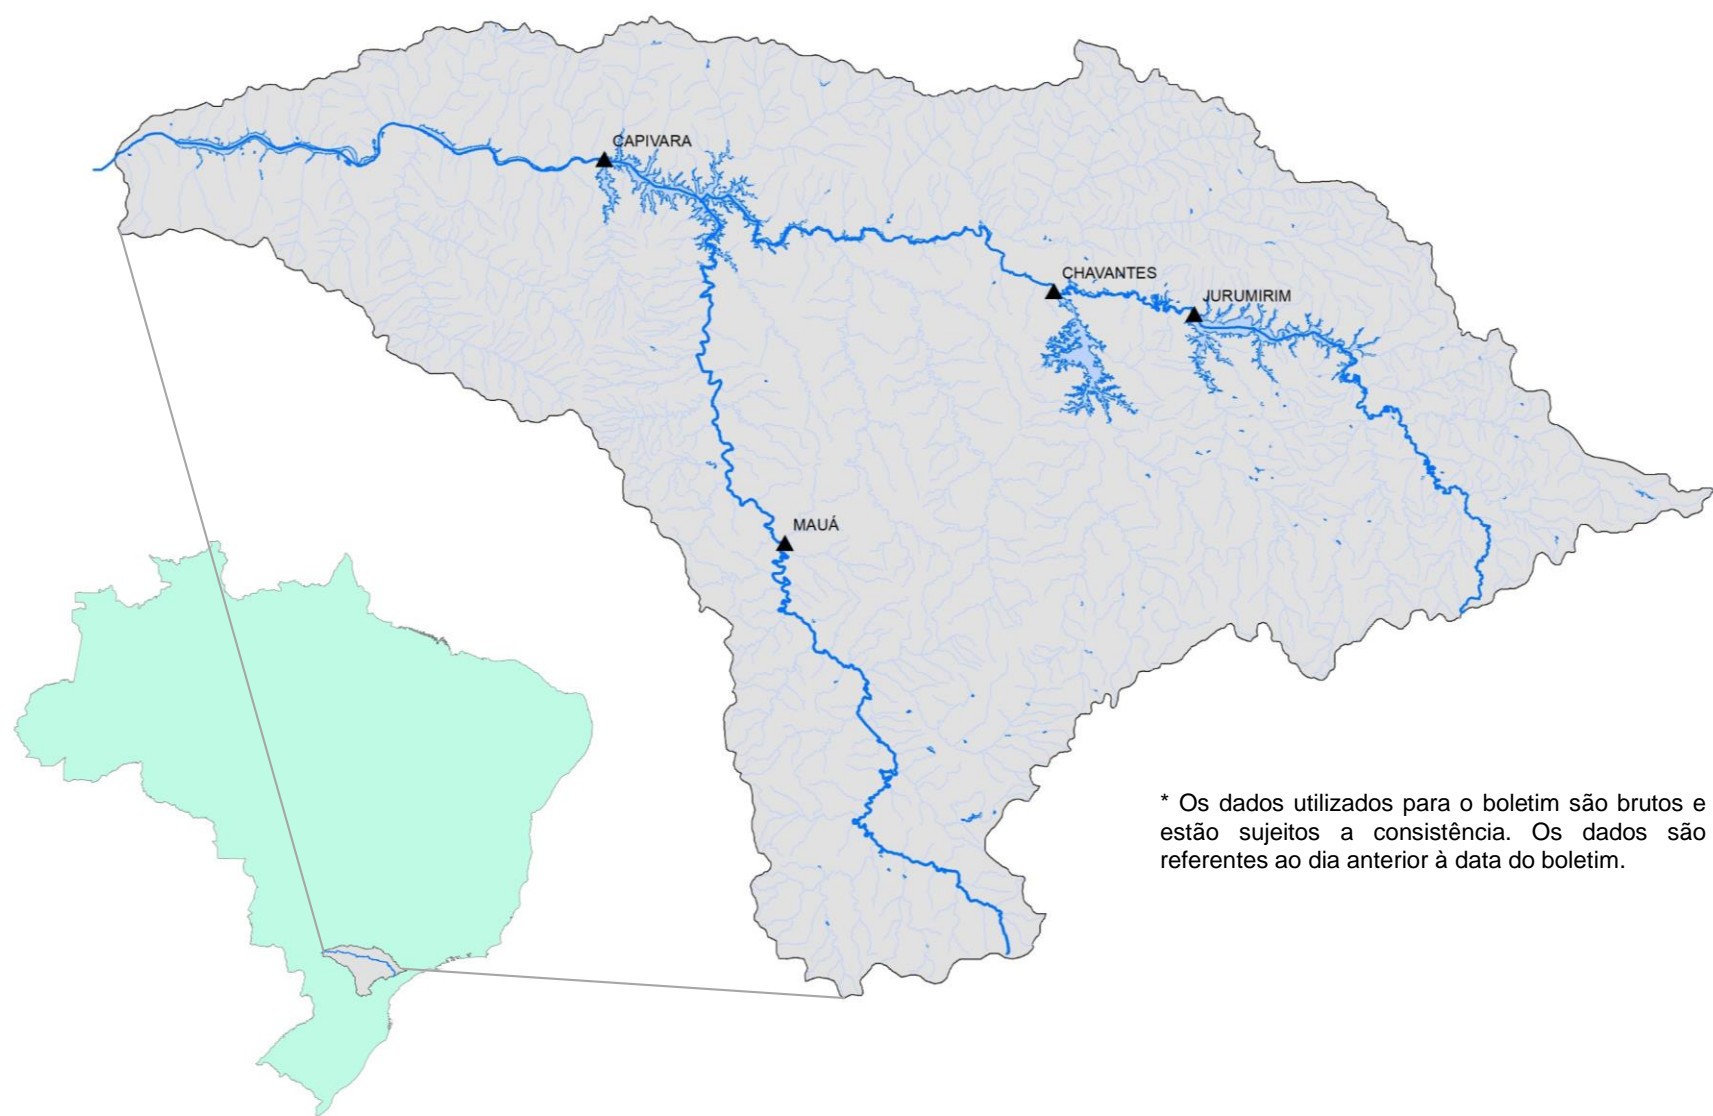 CAPIVARA
CHAVANTES
JURUMIRIM
MAUÁ
* Os dados utilizados para o boletim são brutos e
estão sujeitos a consistência. Os dados são
referentes ao dia anterior à data do boletim.